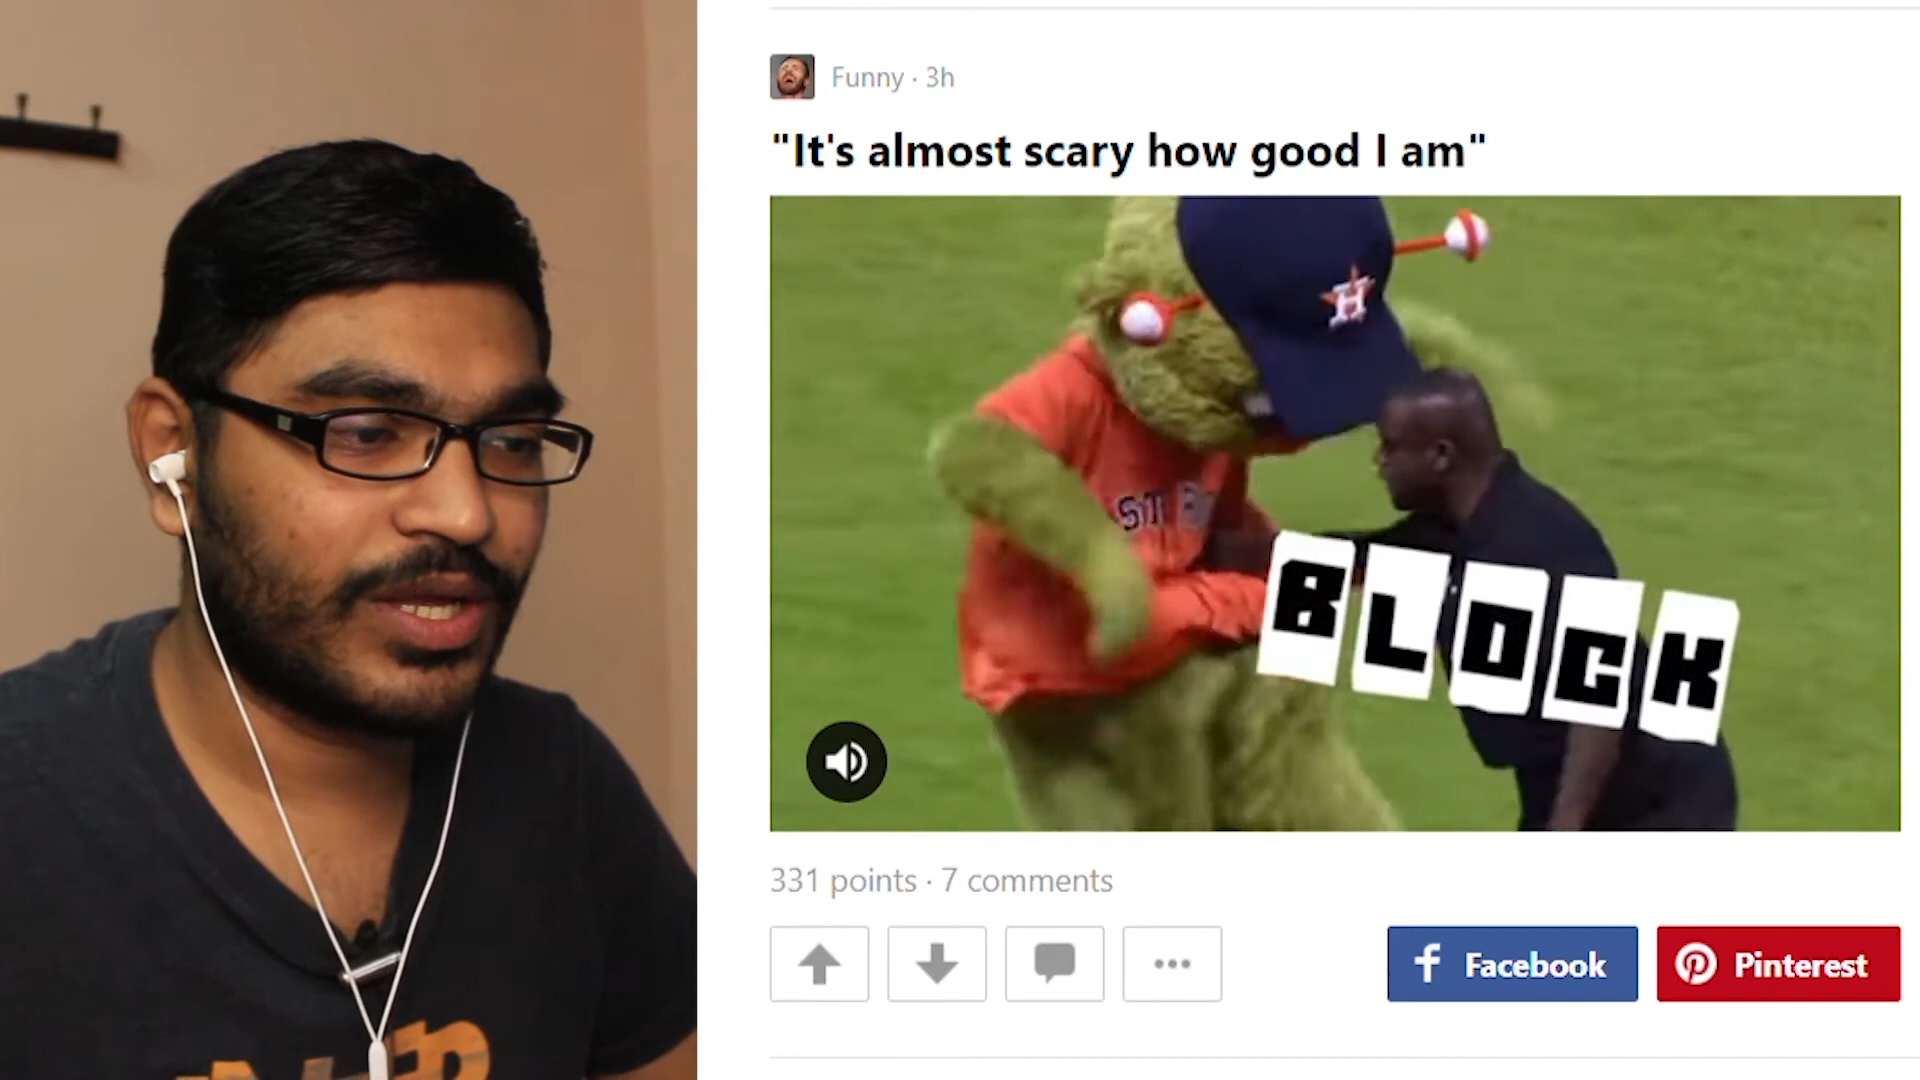 Funny · 3h
"It's almost scary how good I am"
H
BLOCK
331 points · 7 comments
Facebook
Pinterest